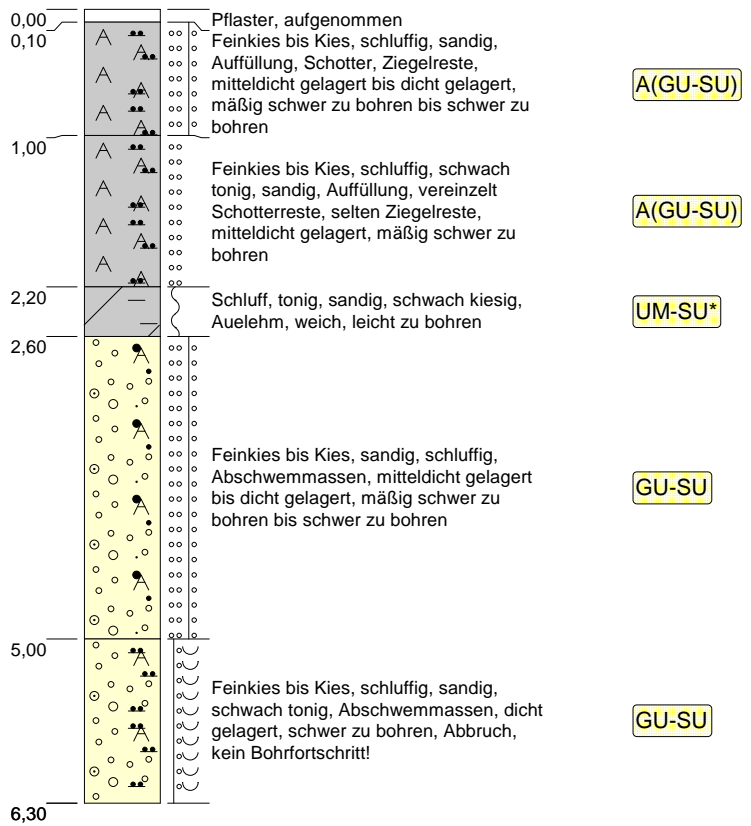 0,00
Pflaster, aufgenommen
0,10
Feinkies bis Kies, schluffig, sandig,
Auffüllung, Schotter, Ziegelreste,
mitteldicht gelagert bis dicht gelagert,
mäßig schwer zu bohren bis schwer zu
bohren
A(GU-SU)
1,00
Feinkies bis Kies, schluffig, schwach
tonig, sandig, Auffüllung, vereinzelt
Schotterreste, selten Ziegelreste,
mitteldicht gelagert, mäßig schwer zu
bohren
A(GU-SU)
2,20
Schluff, tonig, sandig, schwach kiesig,
Auelehm, weich, leicht zu bohren
UM-SU*
2,60
Feinkies bis Kies, sandig, schluffig,
Abschwemmassen, mitteldicht gelagert
bis dicht gelagert, mäßig schwer zu
bohren bis schwer zu bohren
GU-SU
5,00
Feinkies bis Kies, schluffig, sandig,
schwach tonig, Abschwemmassen, dicht
gelagert, schwer zu bohren, Abbruch,
kein Bohrfortschritt!
GU-SU
6,30